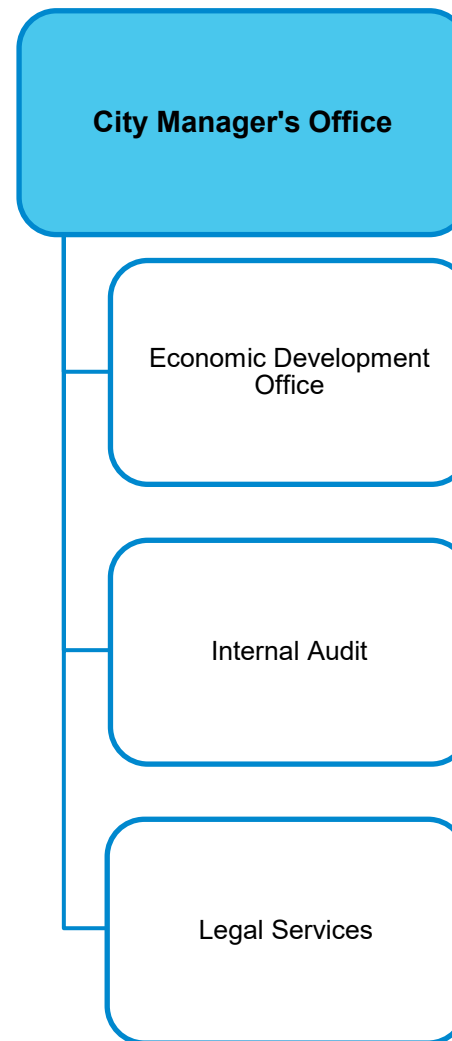 City Manager's Office
Economic Development
Office
Internal Audit
Legal Services